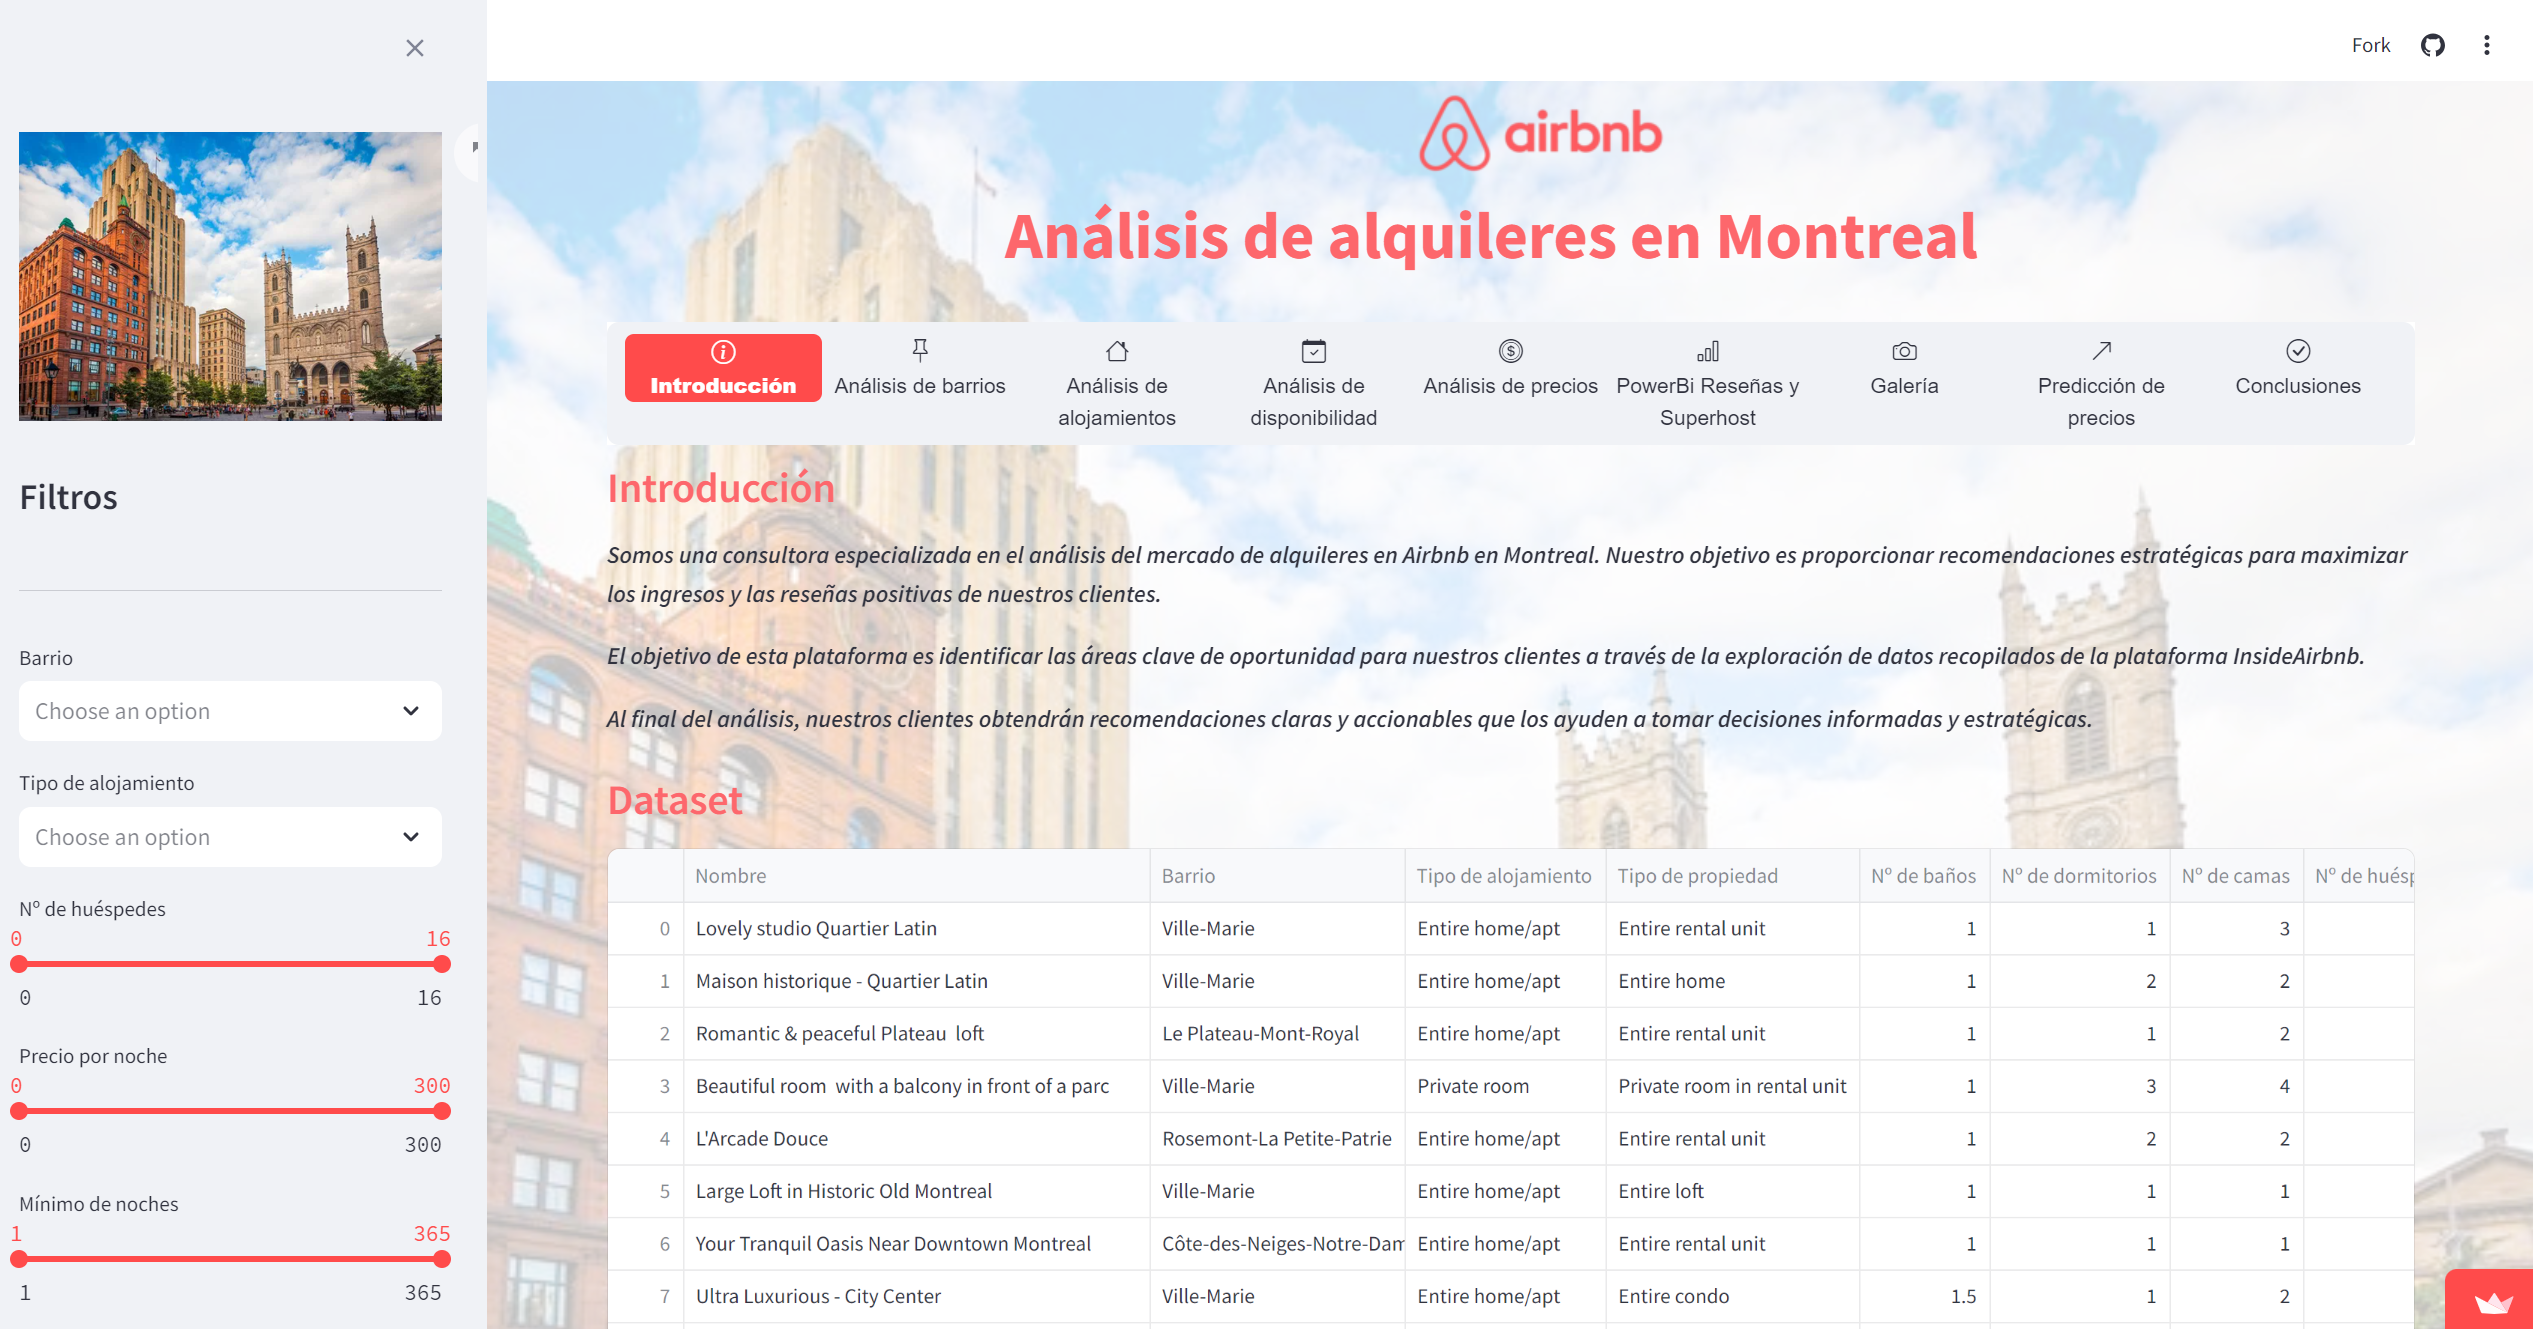 Fork
airbnb
Análisis de alquileres en Montreal
Introducción
Análisis de barrios
Análisis de
alojamientos
Análisis de
disponibilidad
Análisis de precios
PowerBi Reseñas y
Superhost
Galería
Predicción de
precios
Conclusiones
Filtros
Barrio
Choose an option
Tipo de alojamiento
Choose an option
Nº de huéspedes
0 16
0 16
Precio por noche
0 300
0 300
Mínimo de noches
1 365
1 365
Introducción
Somos una consultora especializada en el análisis del mercado de alquileres en Airbnb en Montreal. Nuestro objetivo es proporcionar recomendaciones estratégicas para maximizar
los ingresos y las reseñas positivas de nuestros clientes.
El objetivo de esta plataforma es identificar las áreas clave de oportunidad para nuestros clientes a través de la exploración de datos recopilados de la plataforma InsideAirbnb.
Al final del análisis, nuestros clientes obtendrán recomendaciones claras y accionables que los ayuden a tomar decisiones informadas y estratégicas.
Dataset
Nombre Barrio Tipo de alojamiento Tipo de propiedad Nº de baños Nº de dormitorios Nº de camas Nº de
0 Lovely studio Quartier Latin Ville-Marie Entire home/apt Entire rental unit 1 1 3
1 Maison historique - Quartier Latin Ville-Marie Entire home/apt Entire home 1 2 2
2 Romantic & peaceful Plateau loft Le Plateau-Mont-Royal Entire home/apt Entire rental unit 1 1 2
3 Beautiful room with a balcony in front of a parc Ville-Marie Private room Private room in rental unit 1 3 4
4 L'Arcade Douce Rosemont-La Petite-Patrie Entire home/apt Entire rental unit 1 2 2
5 Large Loft in Historic Old Montreal Ville-Marie Entire home/apt Entire loft 1 1 1
6 Your Tranquil Oasis Near Downtown Montreal Côte-des-Neiges-Notre-Dam Entire home/apt Entire rental unit 1 1 1
7 Ultra Luxurious - City Center Ville-Marie Entire home/apt Entire condo 1.5 1 2